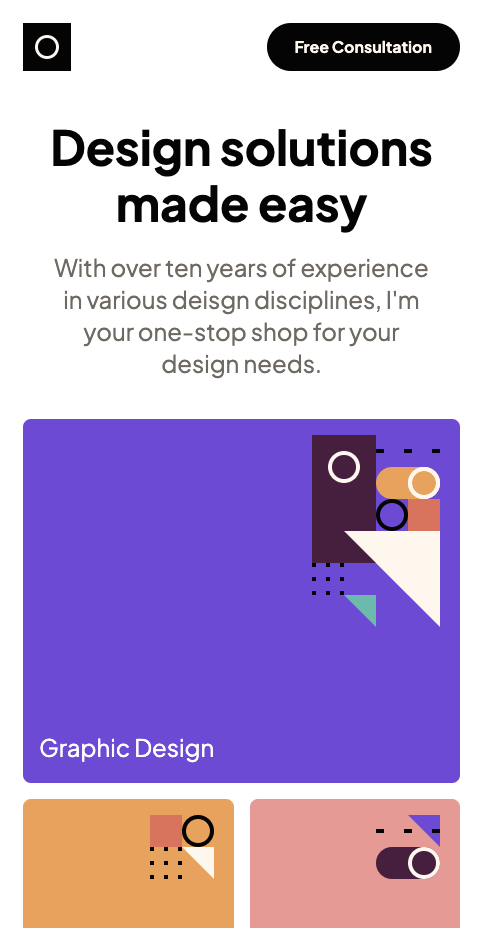 Free Consultation
Design solutions
made easy
With over ten years of experience
in various deisgn disciplines, I'm
your one-stop shop for your
design needs.
Graphic Design